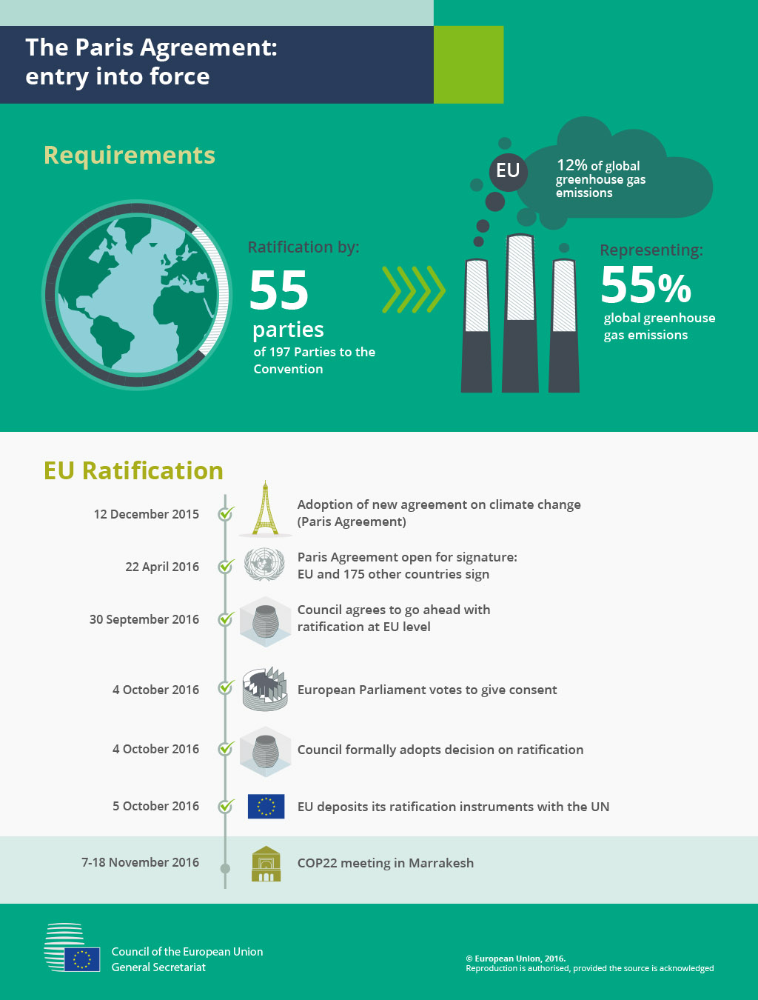 The Paris Agreement:
entry into force
Requirements
EU
12% of global
greenhouse gas
emissions
Ratification by:
55
parties
of 197 Parties to the
Convention
Representing:
55%
global greenhouse
gas emissions
EU Ratification
12 December 2015
Adoption of new agreement on climate change
(Paris Agreement)
22 April 2016
Paris Agreement open for signature:
EU and 175 other countries sign
30 September 2016
Council agrees to go ahead with
ratification at EU level
4 October 2016
European Parliament votes to give consent
4 October 2016
Council formally adopts decision on ratification
5 October 2016
EU deposits its ratification instruments with the UN
7-18 November 2016
COP22 meeting in Marrakesh
Council of the European Union
General Secretariat
© European Union, 2016.
Reproduction is authorised, provided the source is acknowledged